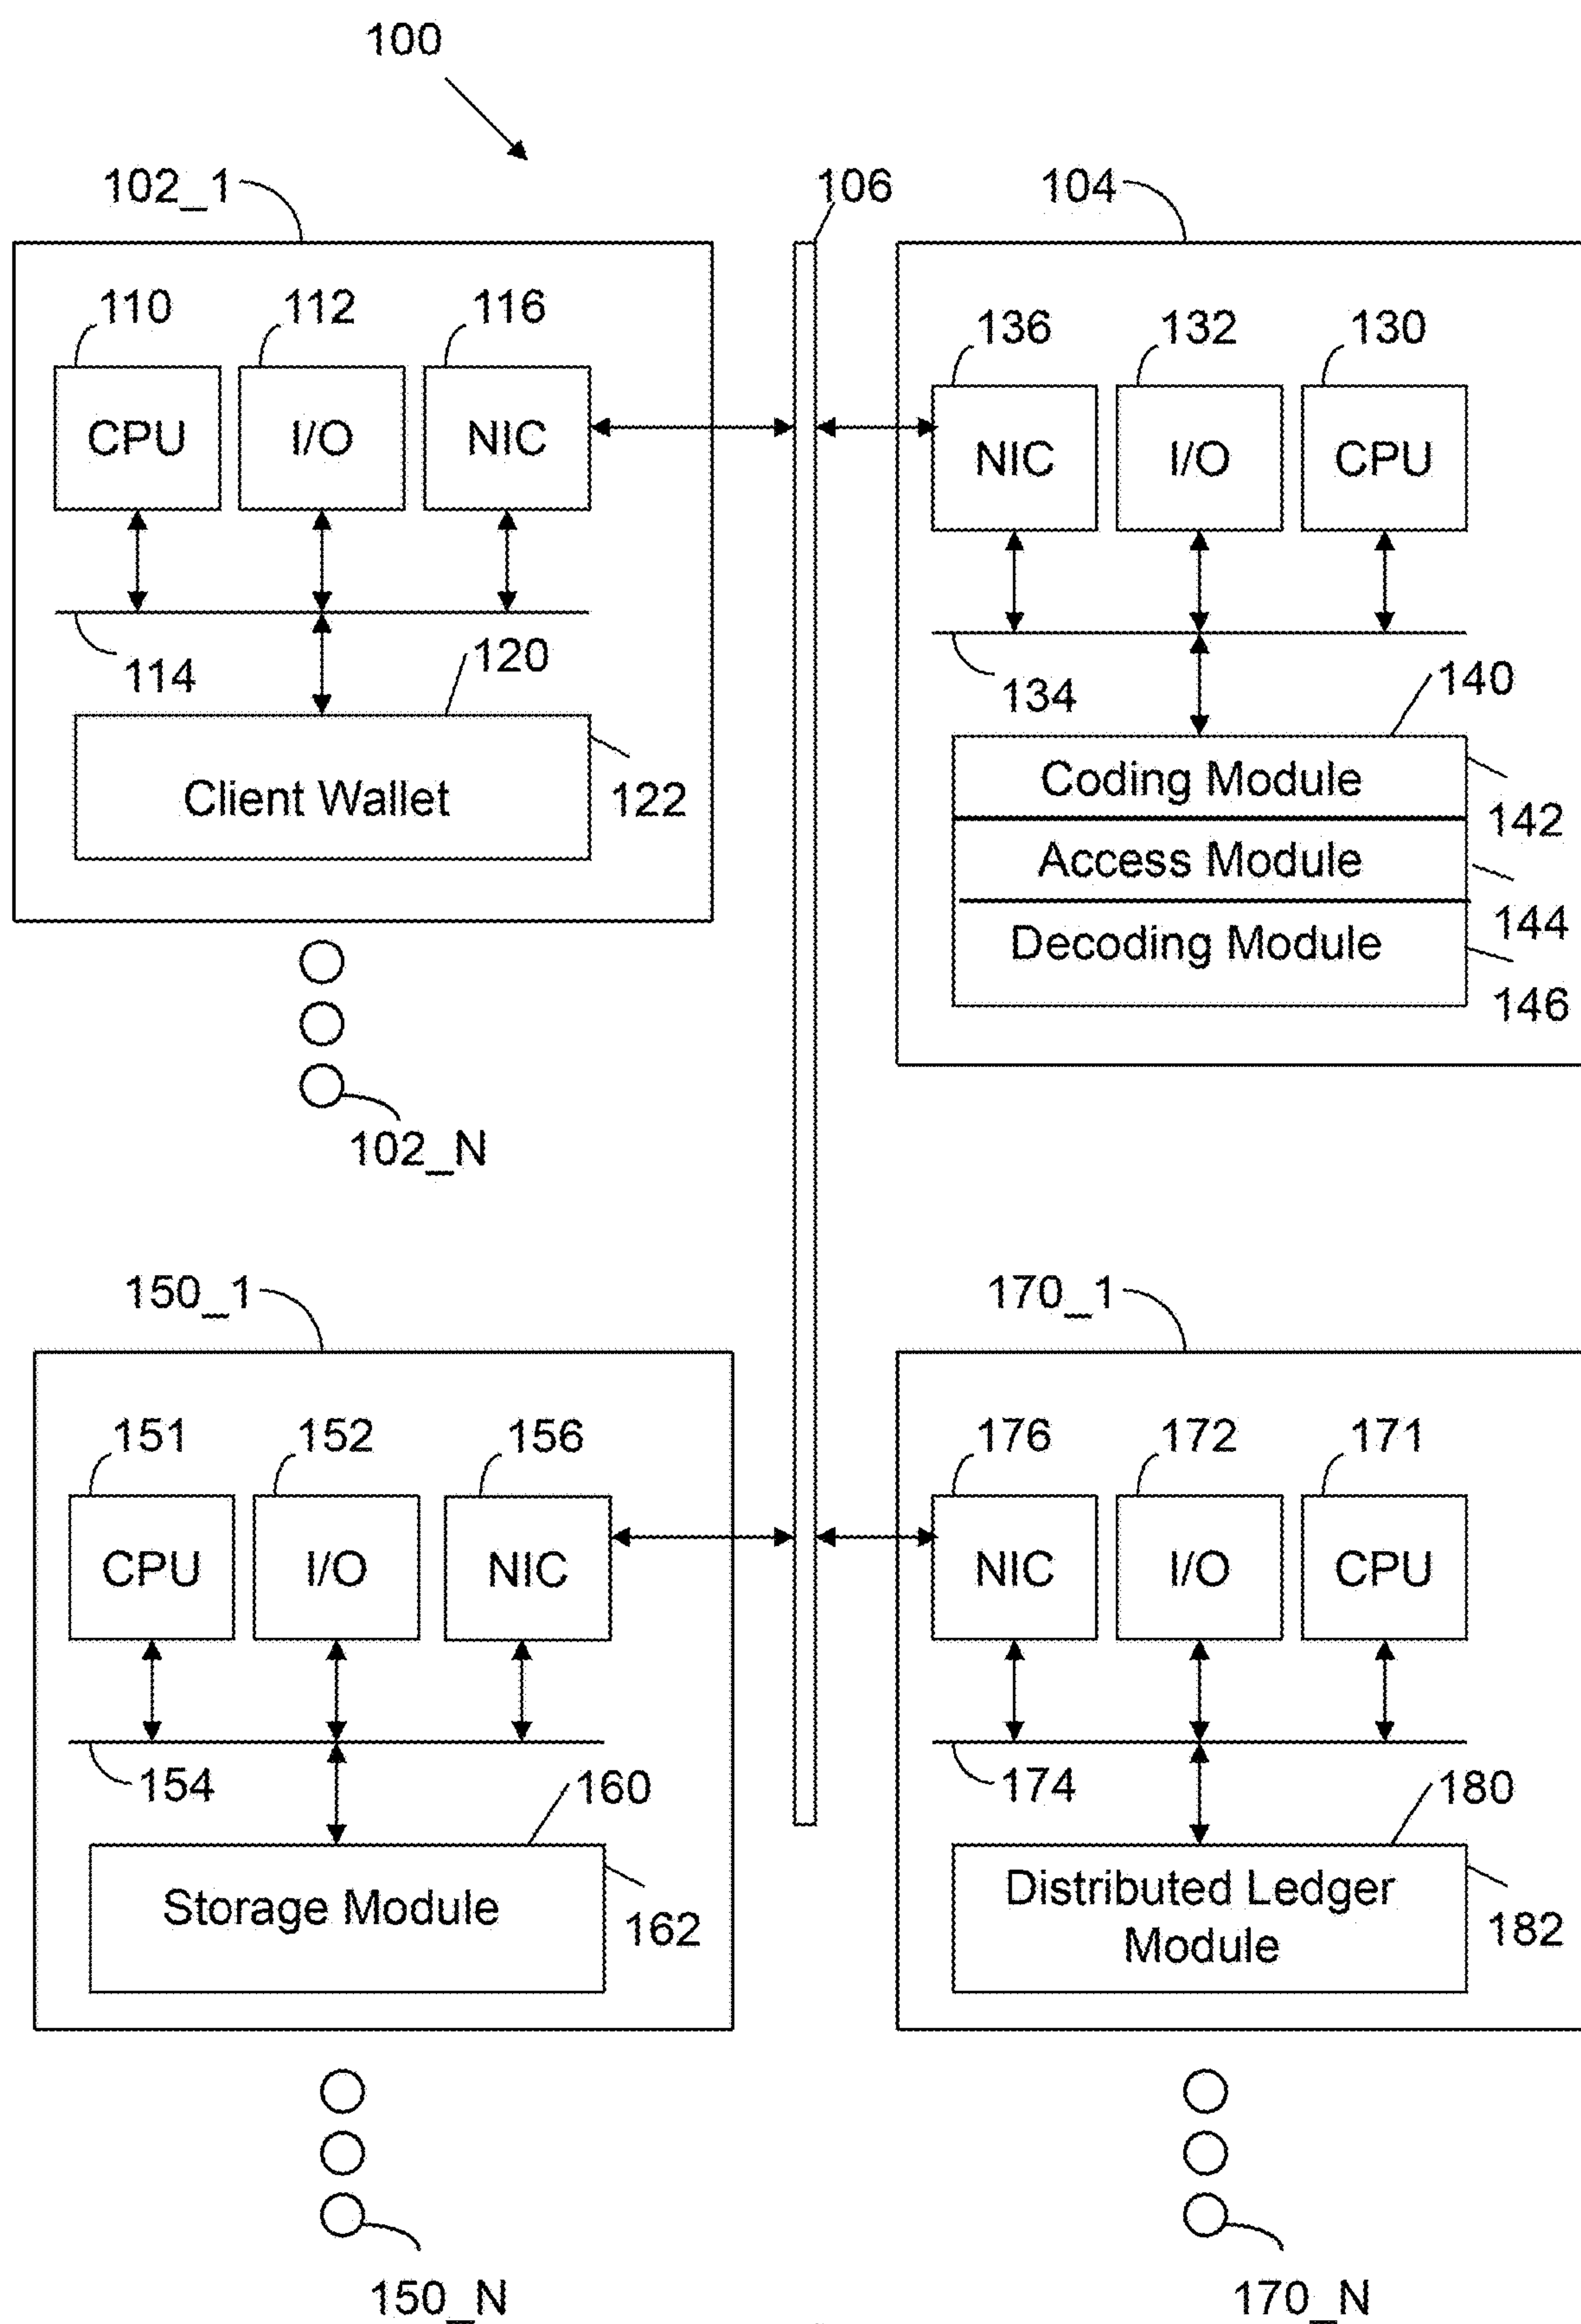 100
102_1
106
104
110
112
116
136
132
130
CPU
I/O
NIC
NIC
I/O
CPU
114
120
134
140
Client Wallet
122
Coding Module
142
Access Module
144
Decoding Module
146
102_N
150_1
170_1
151
152
156
176
172
171
CPU
I/O
NIC
NIC
I/O
CPU
154
160
174
180
Storage Module
162
Distributed Ledger
Module
182
150_N
170_N